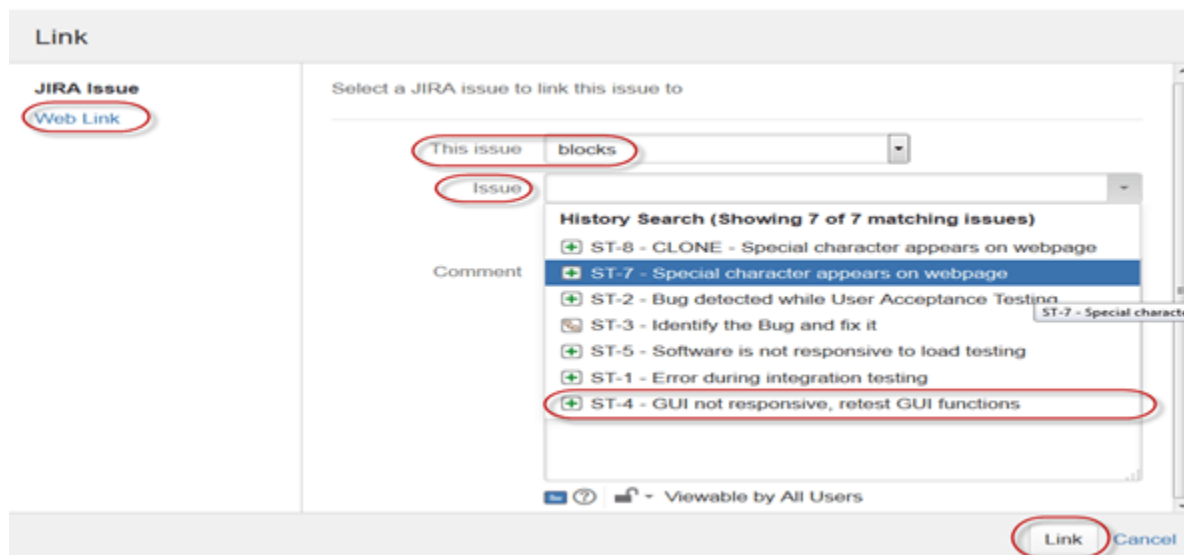 Link
JIRA Issue
Web Link
Select a JIRA issue to link this issue to
This issue blocks
Issue
History Search (Showing 7 of 7 matching issues)
ST-8 - CLONE - Special character appears on webpage
Comment
ST-7 - Special character appears on webpage
ST-2 - Bug detected while User Acceptance Testing
ST-7 - Special charact
ST-3 - Identify the Bug and fix it
ST-5 - Software is not responsive to load testing
ST-1 - Error during integration testing
ST-4 - GUI not responsive, retest GUI functions
Viewable by All Users
Link Cancel